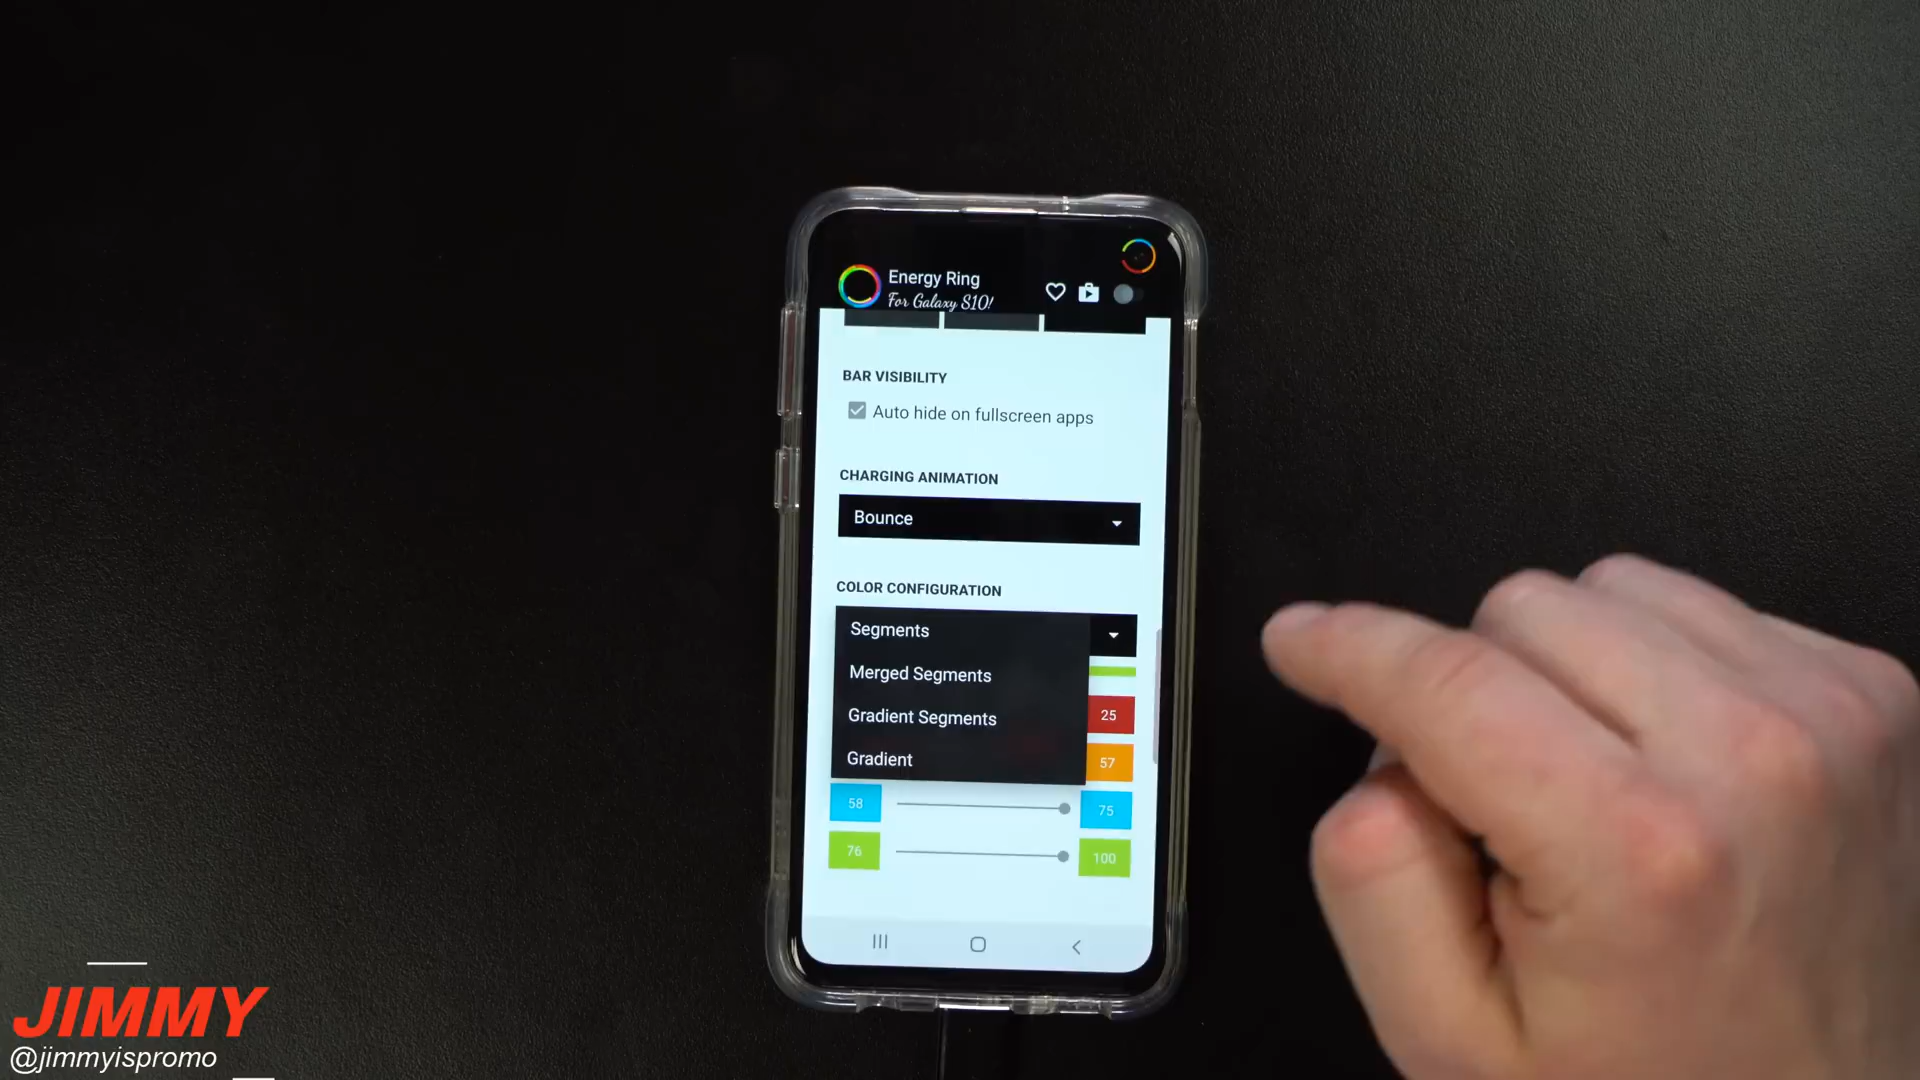 Energy Ring
For Galaxy S10!
BAR VISIBILITY
Auto hide on fullscreen apps
CHARGING ANIMATION
Bounce
COLOR CONFIGURATION
Segments
Merged Segments
Gradient Segments
25
Gradient
57
58
75
76
100
JIMMY
@jimmyispromo